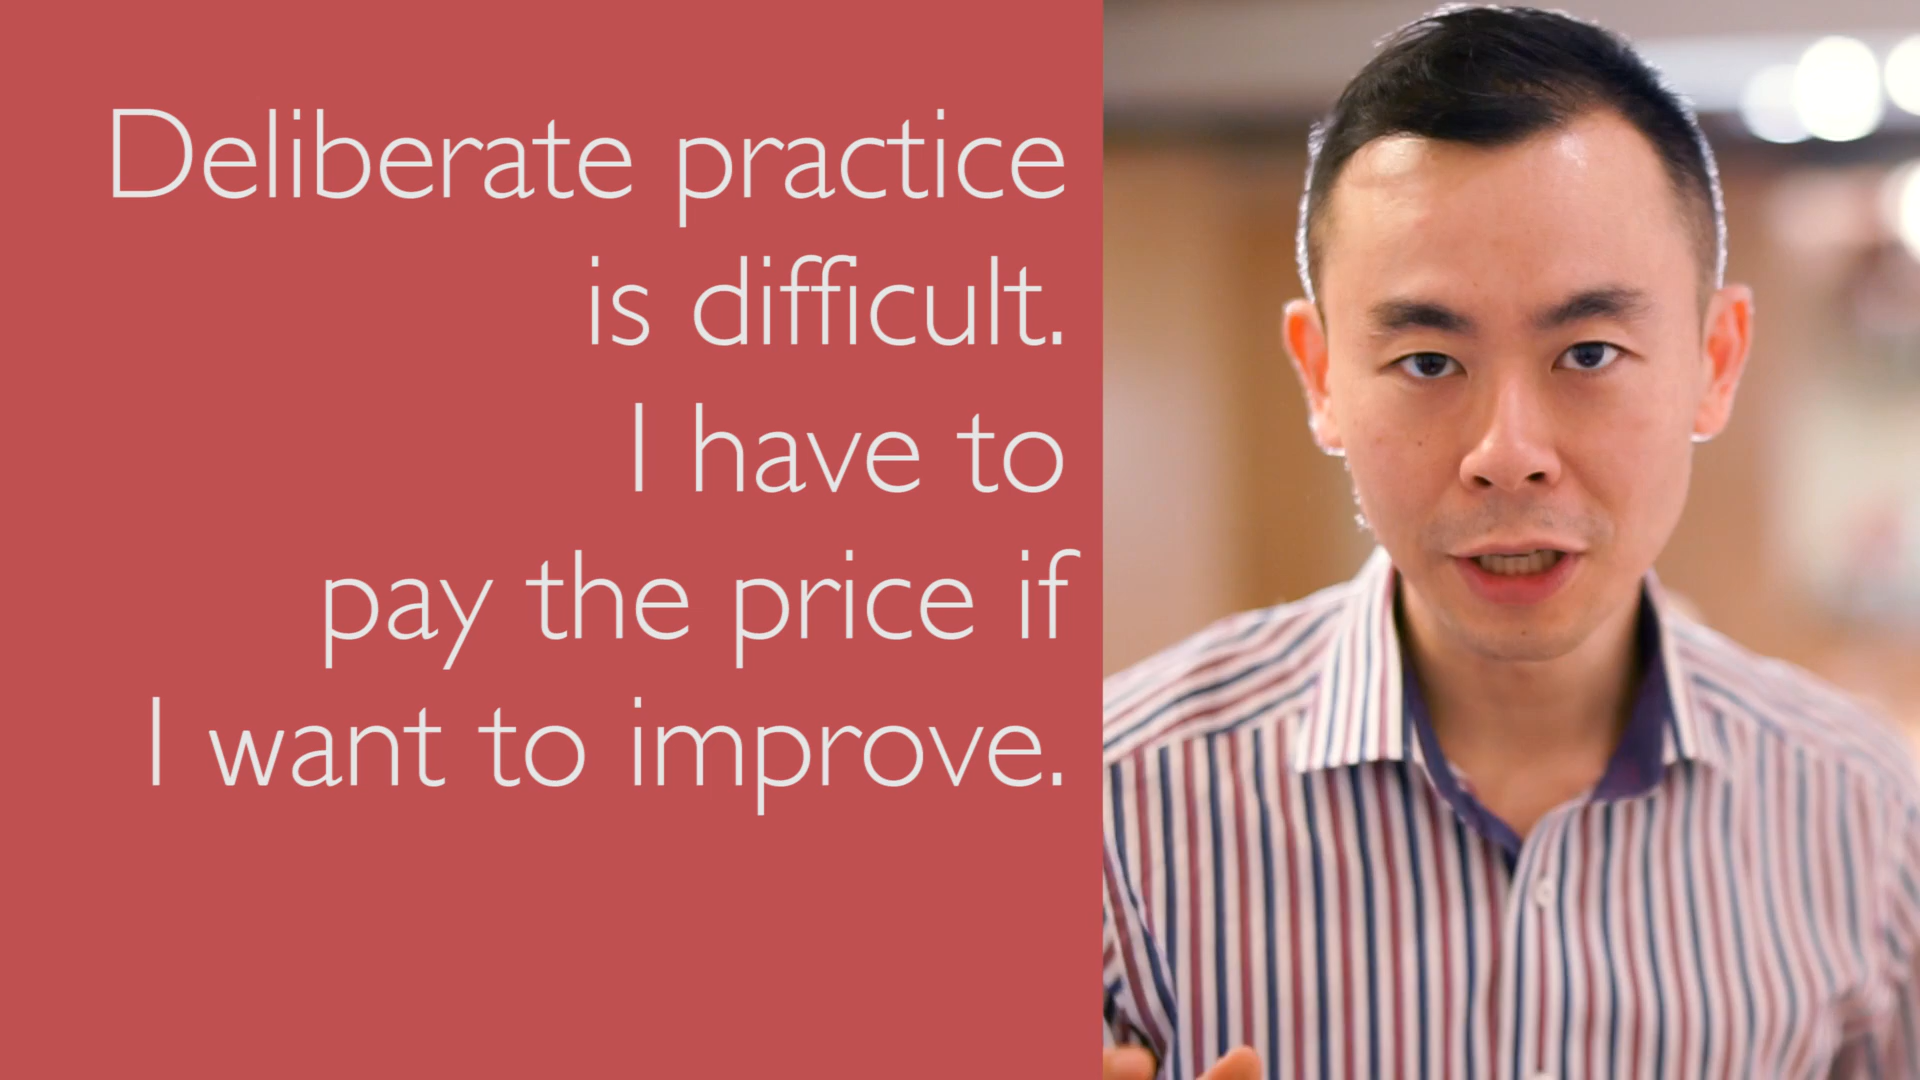 Deliberate practice
is difficult.
I have to
pay the price if
I want to improve.